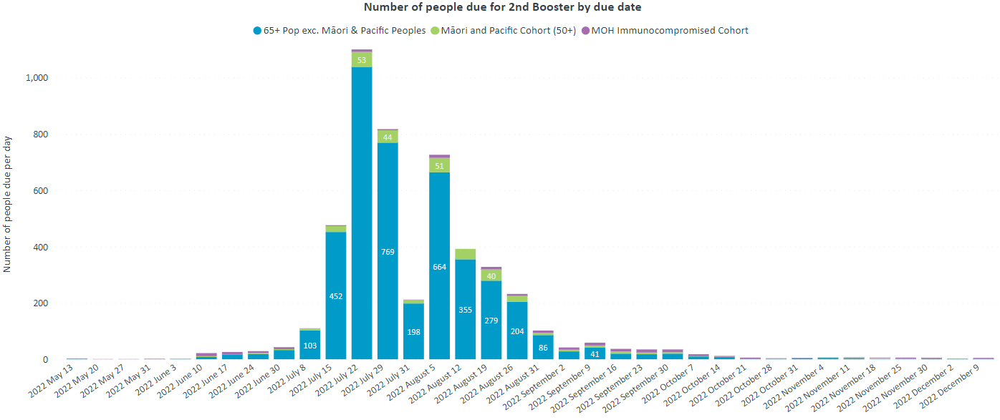 Number of people due for 2nd Booster by due date
65+ Pop exc. Māori & Pacific Peoples Māori and Pacific Cohort (50+) MOH Immunocompromised Cohort
Number of people due per day
1,000
800
600
400
200
0
103
452
53
44
769
198
51
664
355
40
279
204
86
41
2022 May 13
2022 May 20
2022 May 27
2022 May 31
2022 June 3
2022 June 10
2022 June 17
2022 June 24
2022 June 30
2022 July 8
2022 July 15
2022 July 22
2022 July 29
2022 July 31
2022 August 5
2022 August 12
2022 August 19
2022 August 26
2022 August 31
2022 September 2
2022 September 9
2022 September 16
2022 September 23
2022 September 30
2022 October 7
2022 October 14
2022 October 21
2022 October 28
2022 October 31
2022 November 4
2022 November 11
2022 November 18
2022 November 25
2022 November 30
2022 December 2
2022 December 9